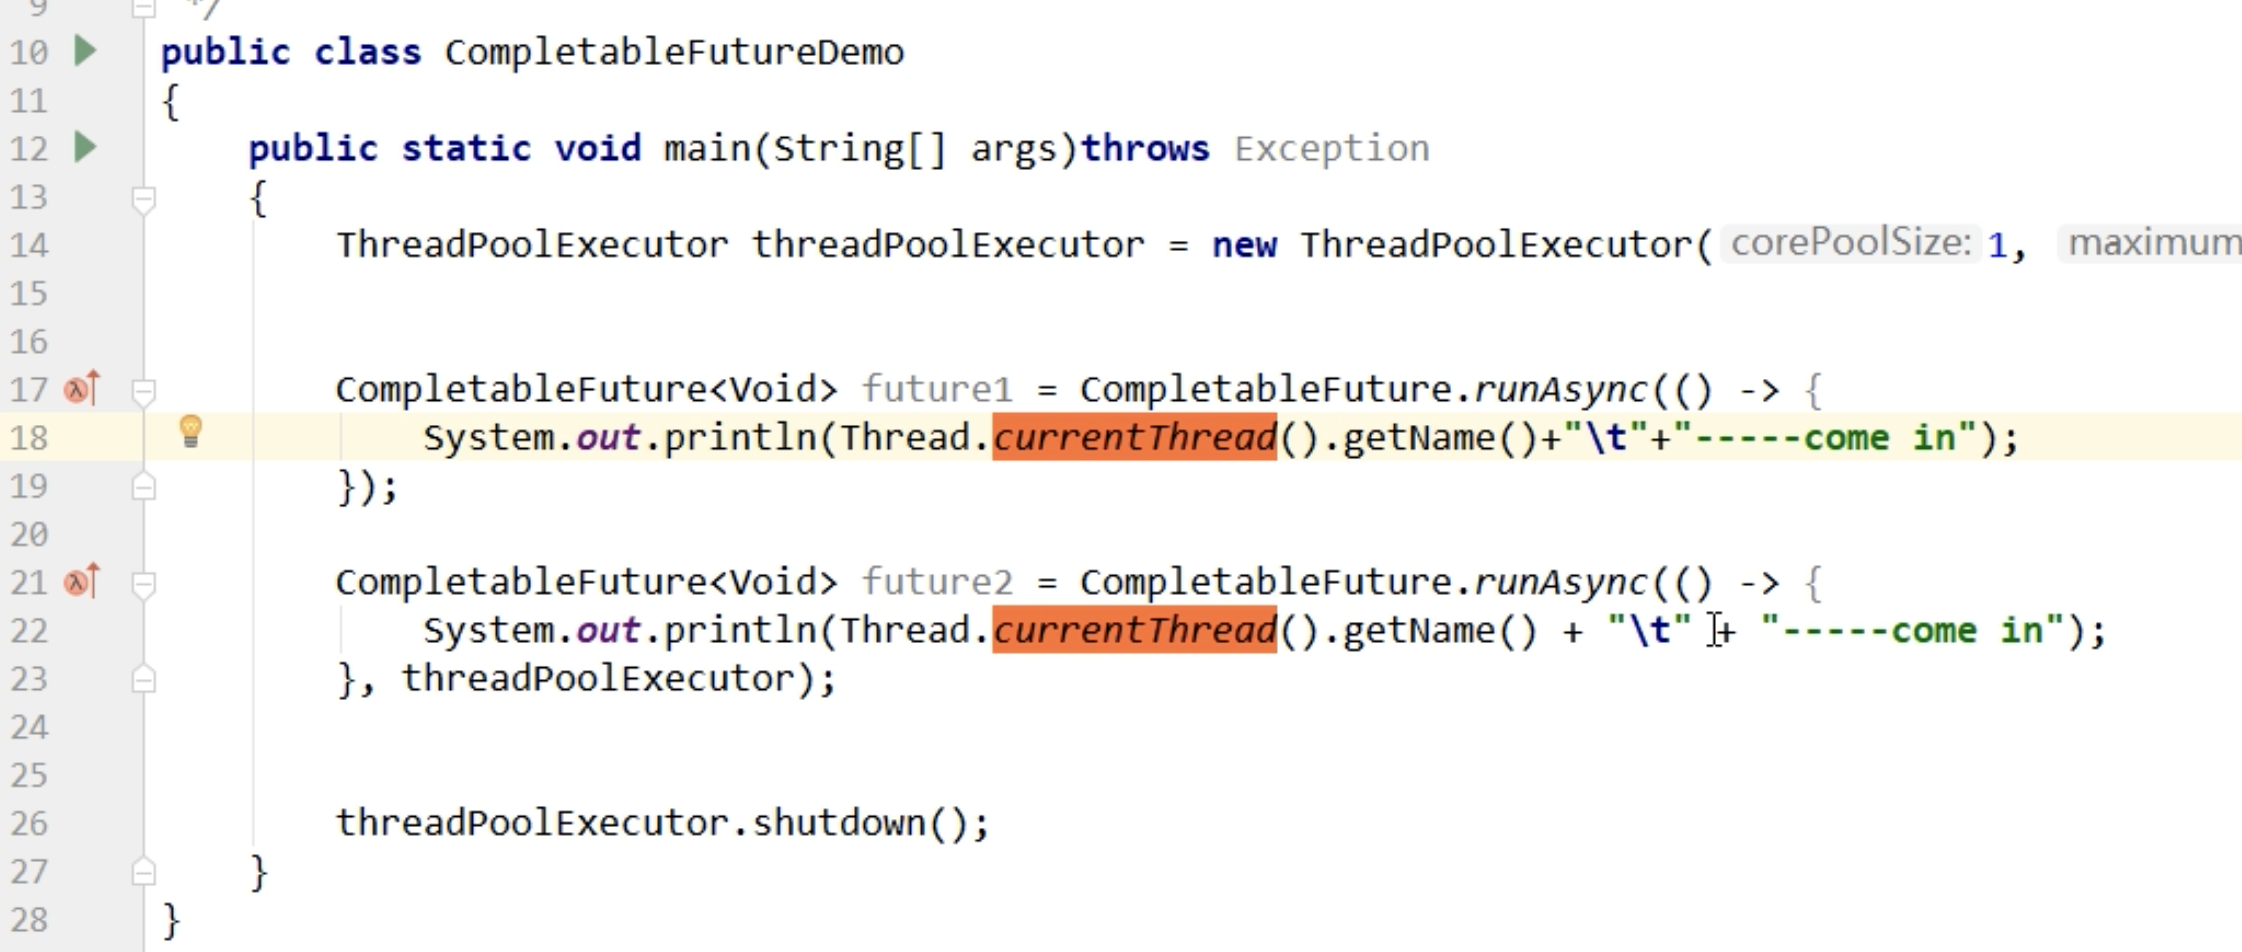 9 */
10 public class CompletableFutureDemo
11 {
12 public static void main(String[] args)throws Exception
13 {
14 ThreadPoolExecutor threadPoolExecutor = new ThreadPoolExecutor( corePoolSize: 1, maximum
15
16
17 CompletableFuture<Void> future1 = CompletableFuture.runAsync(() -> {
18 System.out.println(Thread.currentThread().getName()+"\t"+"-----come in");
19 });
20
21 CompletableFuture<Void> future2 = CompletableFuture.runAsync(() -> {
22 System.out.println(Thread.currentThread().getName() + "\t" + "-----come in");
23 }, threadPoolExecutor);
24
25
26 threadPoolExecutor.shutdown();
27 }
28 }